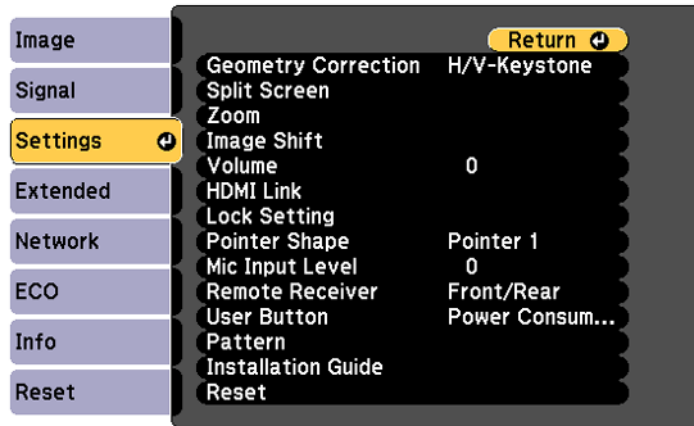 Image
Signal
Settings
Extended
Network
ECO
Info
Reset
Return
Geometry Correction H/V-Keystone
Split Screen
Zoom
Image Shift
Volume 0
HDMI Link
Lock Setting
Pointer Shape Pointer 1
Mic Input Level 0
Remote Receiver Front/Rear
User Button Power Consum...
Pattern
Installation Guide
Reset